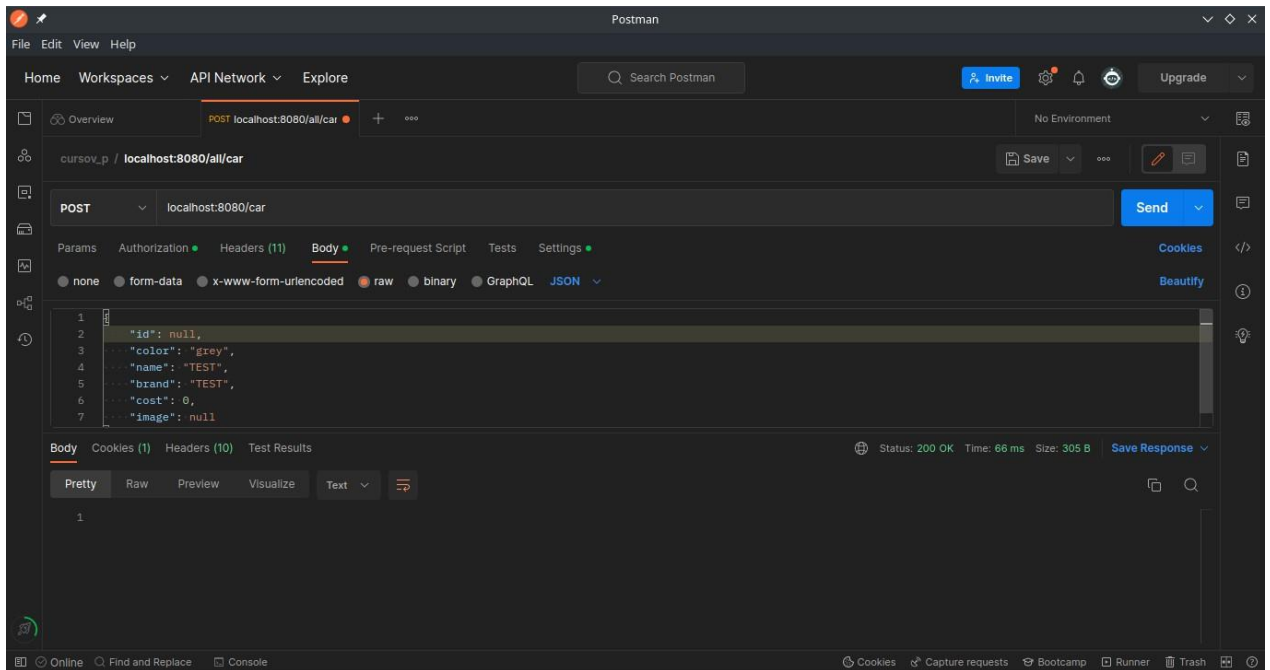 Postman
File Edit View Help
Home Workspaces API Network Explore Search Postman Invite Upgrade
Overview POST localhost:8080/all/car No Environment
cursov_p / localhost:8080/all/car Save
POST localhost:8080/car Send
Params Authorization Headers (11) Body Pre-request Script Tests Settings Cookies
none form-data x-www-form-urlencoded raw binary GraphQL JSON Beautify
1 {
2 "id": null,
3 "color": "grey",
4 "name": "TEST",
5 "brand": "TEST",
6 "cost": 0,
7 "image": null
Body Cookies (1) Headers (10) Test Results Status: 200 OK Time: 66 ms Size: 305 B Save Response
Pretty Raw Preview Visualize Text
1
Online Find and Replace Console Cookies Capture requests Bootcamp Runner Trash